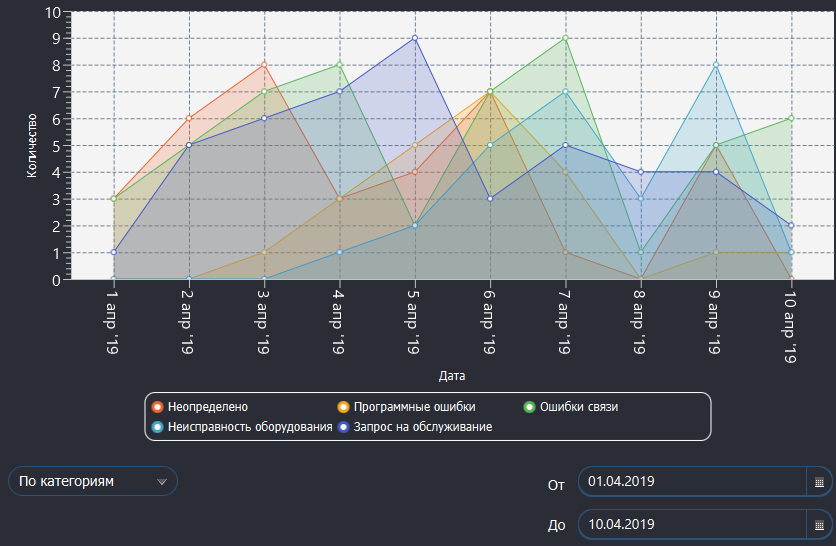 10
9
8
7
6
5
4
3
2
1
0
Количество
1 апр '19
2 апр '19
3 апр '19
4 апр '19
5 апр '19
6 апр '19
7 апр '19
8 апр '19
9 апр '19
10 апр '19
Дата
Неопределено Программные ошибки Ошибки связи
Неисправность оборудования Запрос на обслуживание
По категориям От 01.04.2019
До 10.04.2019